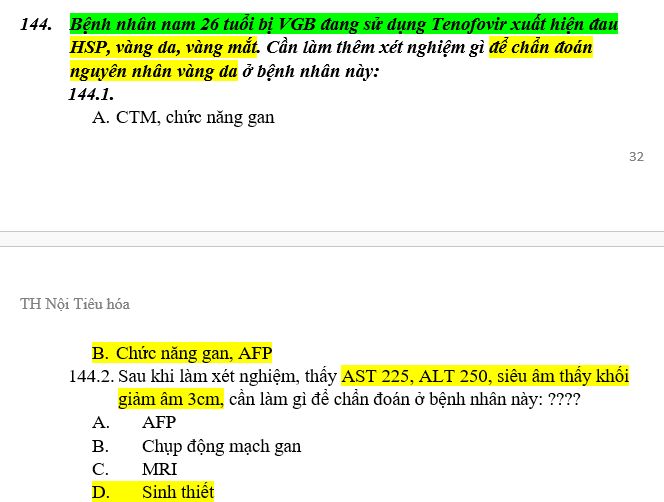 144. Bệnh nhân nam 26 tuổi bị VGB đang sử dụng Tenofovir xuất hiện đau
HSP, vàng da, vàng mắt. Cần làm thêm xét nghiệm gì để chẩn đoán
nguyên nhân vàng da ở bệnh nhân này:
144.1.
A. CTM, chức năng gan
32
TH Nội Tiêu hóa
B. Chức năng gan, AFP
144.2. Sau khi làm xét nghiệm, thấy AST 225, ALT 250, siêu âm thấy khối
giảm âm 3cm, cần làm gì để chẩn đoán ở bệnh nhân này: ????
A. AFP
B. Chụp động mạch gan
C. MRI
D. Sinh thiết